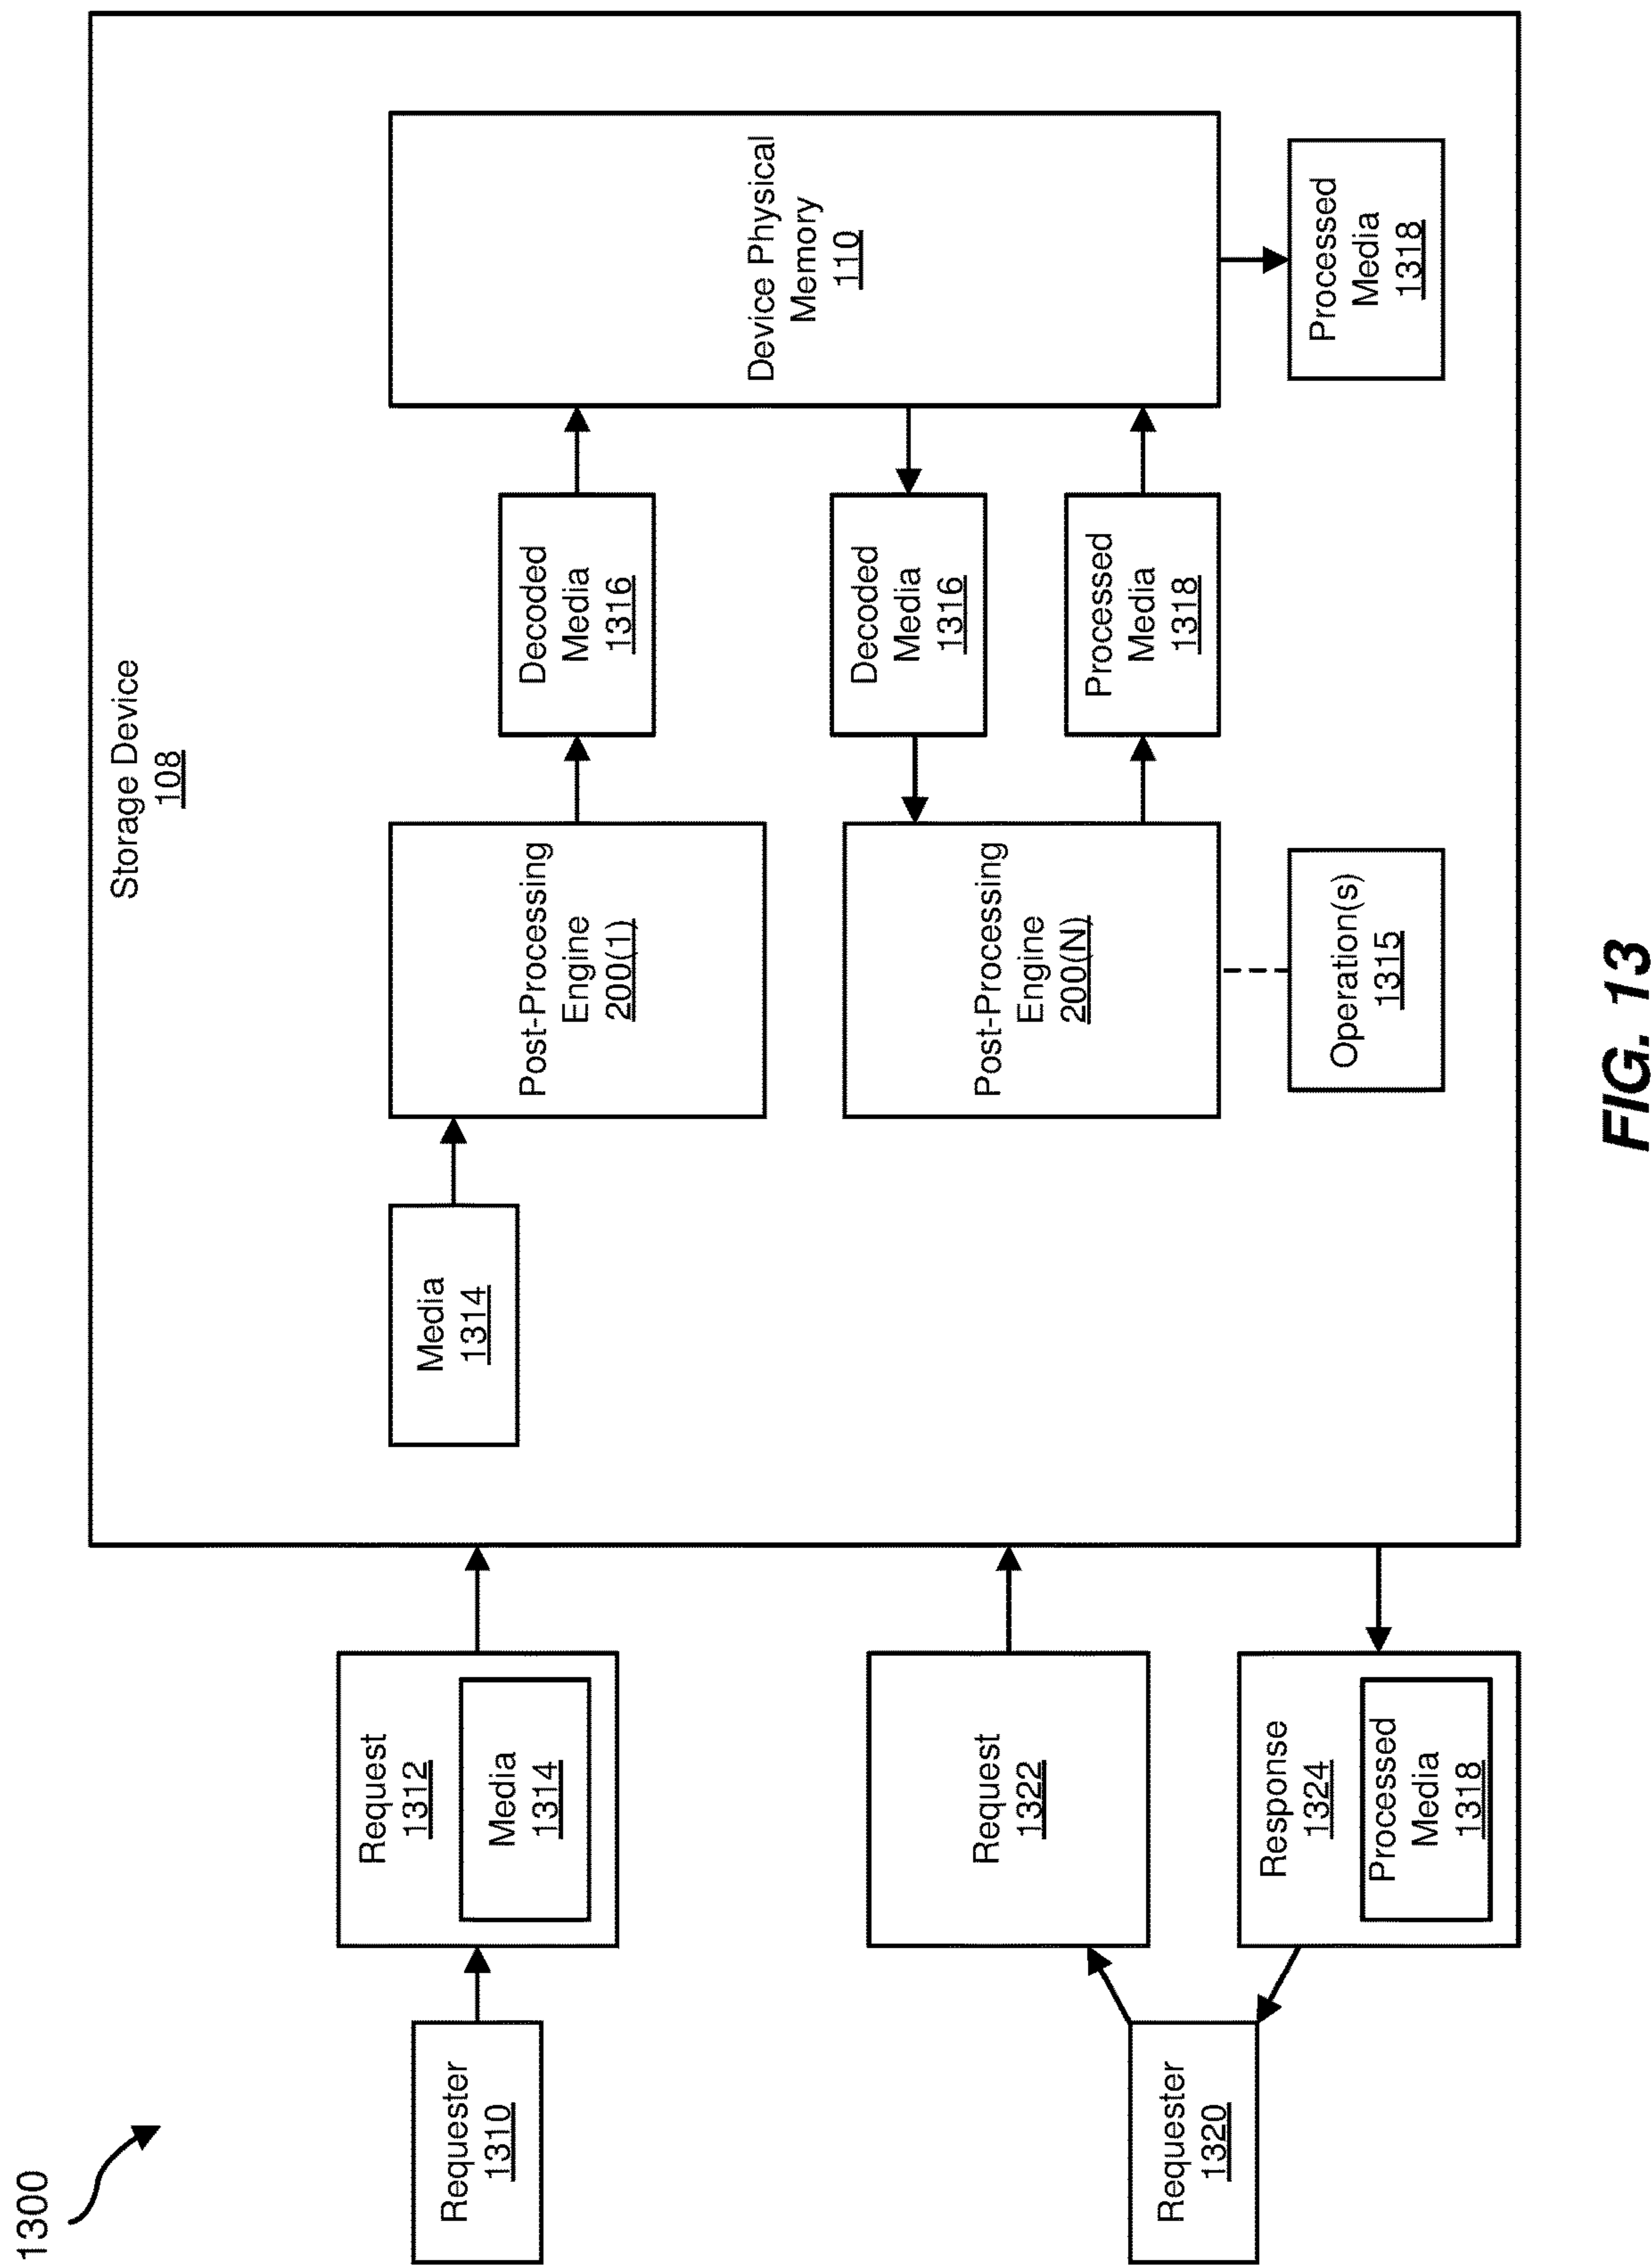 1300
Storage Device
108
Requester
1310
Request
1312
Media
1314
Media
1314
Post-Processing
Engine
200(1)
Decoded
Media
1316
Device Physical
Memory
110
Requester
1320
Request
1322
Post-Processing
Engine
200(N)
Decoded
Media
1316
Processed
Media
1318
Response
1324
Processed
Media
1318
Operation(s)
1315
Processed
Media
1318
FIG. 13